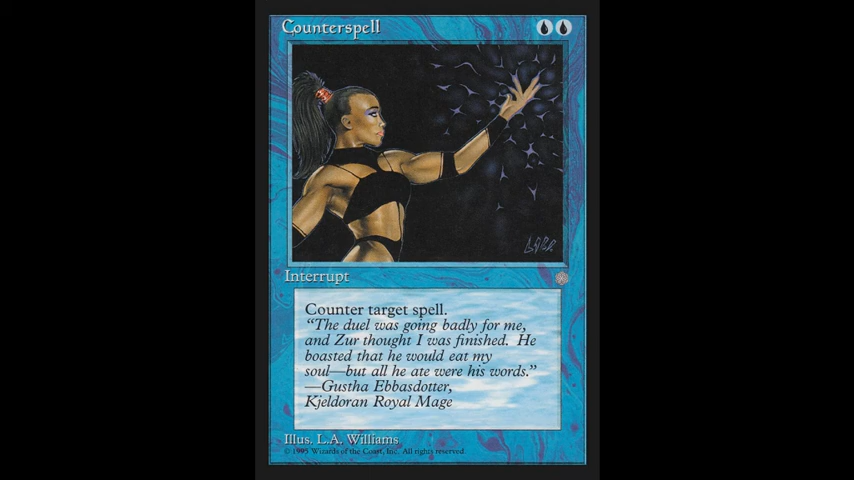 Counterspell
Interrupt
Counter target spell.
“The duel was going badly for me,
and Zur thought I was finished. He
boasted that he would eat my
soul—but all he ate were his words.”
—Gustha Ebbasdotter,
Kjeldoran Royal Mage
Illus. L.A. Williams
© 1995 Wizards of the Coast, Inc. All rights reserved.